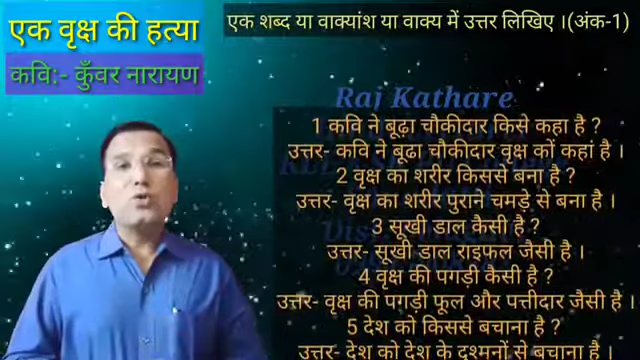 एक वृक्ष की हत्या
कवि:- कुँवर नारायण
एक शब्द या वाक्यांश या वाक्य में उत्तर लिखिए ।(अंक-1)
Raj Kathare
1 कवि ने बूढ़ा चौकीदार किसे कहा है ?
उत्तर- कवि ने बूढा चौकीदार वृक्ष कों कहां है ।
2 वृक्ष का शरीर किससे बना है ?
उत्तर- वृक्ष का शरीर पुराने चमड़े से बना है ।
3 सूखी डाल कैसी है ?
उत्तर- सूखी डाल राइफल जैसी है ।
4 वृक्ष की पगड़ी कैसी है ?
उत्तर- वृक्ष की पगड़ी फूल और पत्तीदार जैसी है ।
5 देश को किससे बचाना है ?
उत्तर- देश को देश के दुश्मनों से बचाना है ।